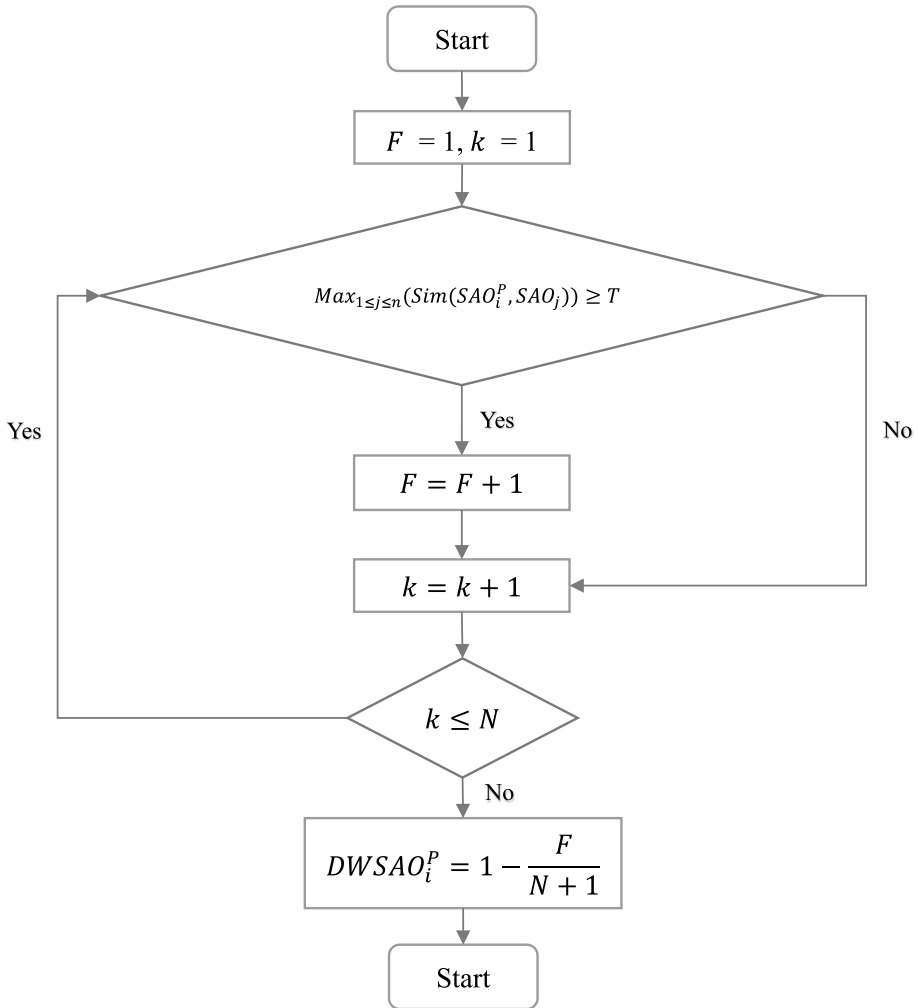 Start
F = 1, k = 1
Max_{1≤j≤n}(Sim(SAO_i^P, SAO_j)) ≥ T
Yes
Yes
No
F = F + 1
k = k + 1
k ≤ N
No
DWSAO_i^P = 1 − F / (N + 1)
Start